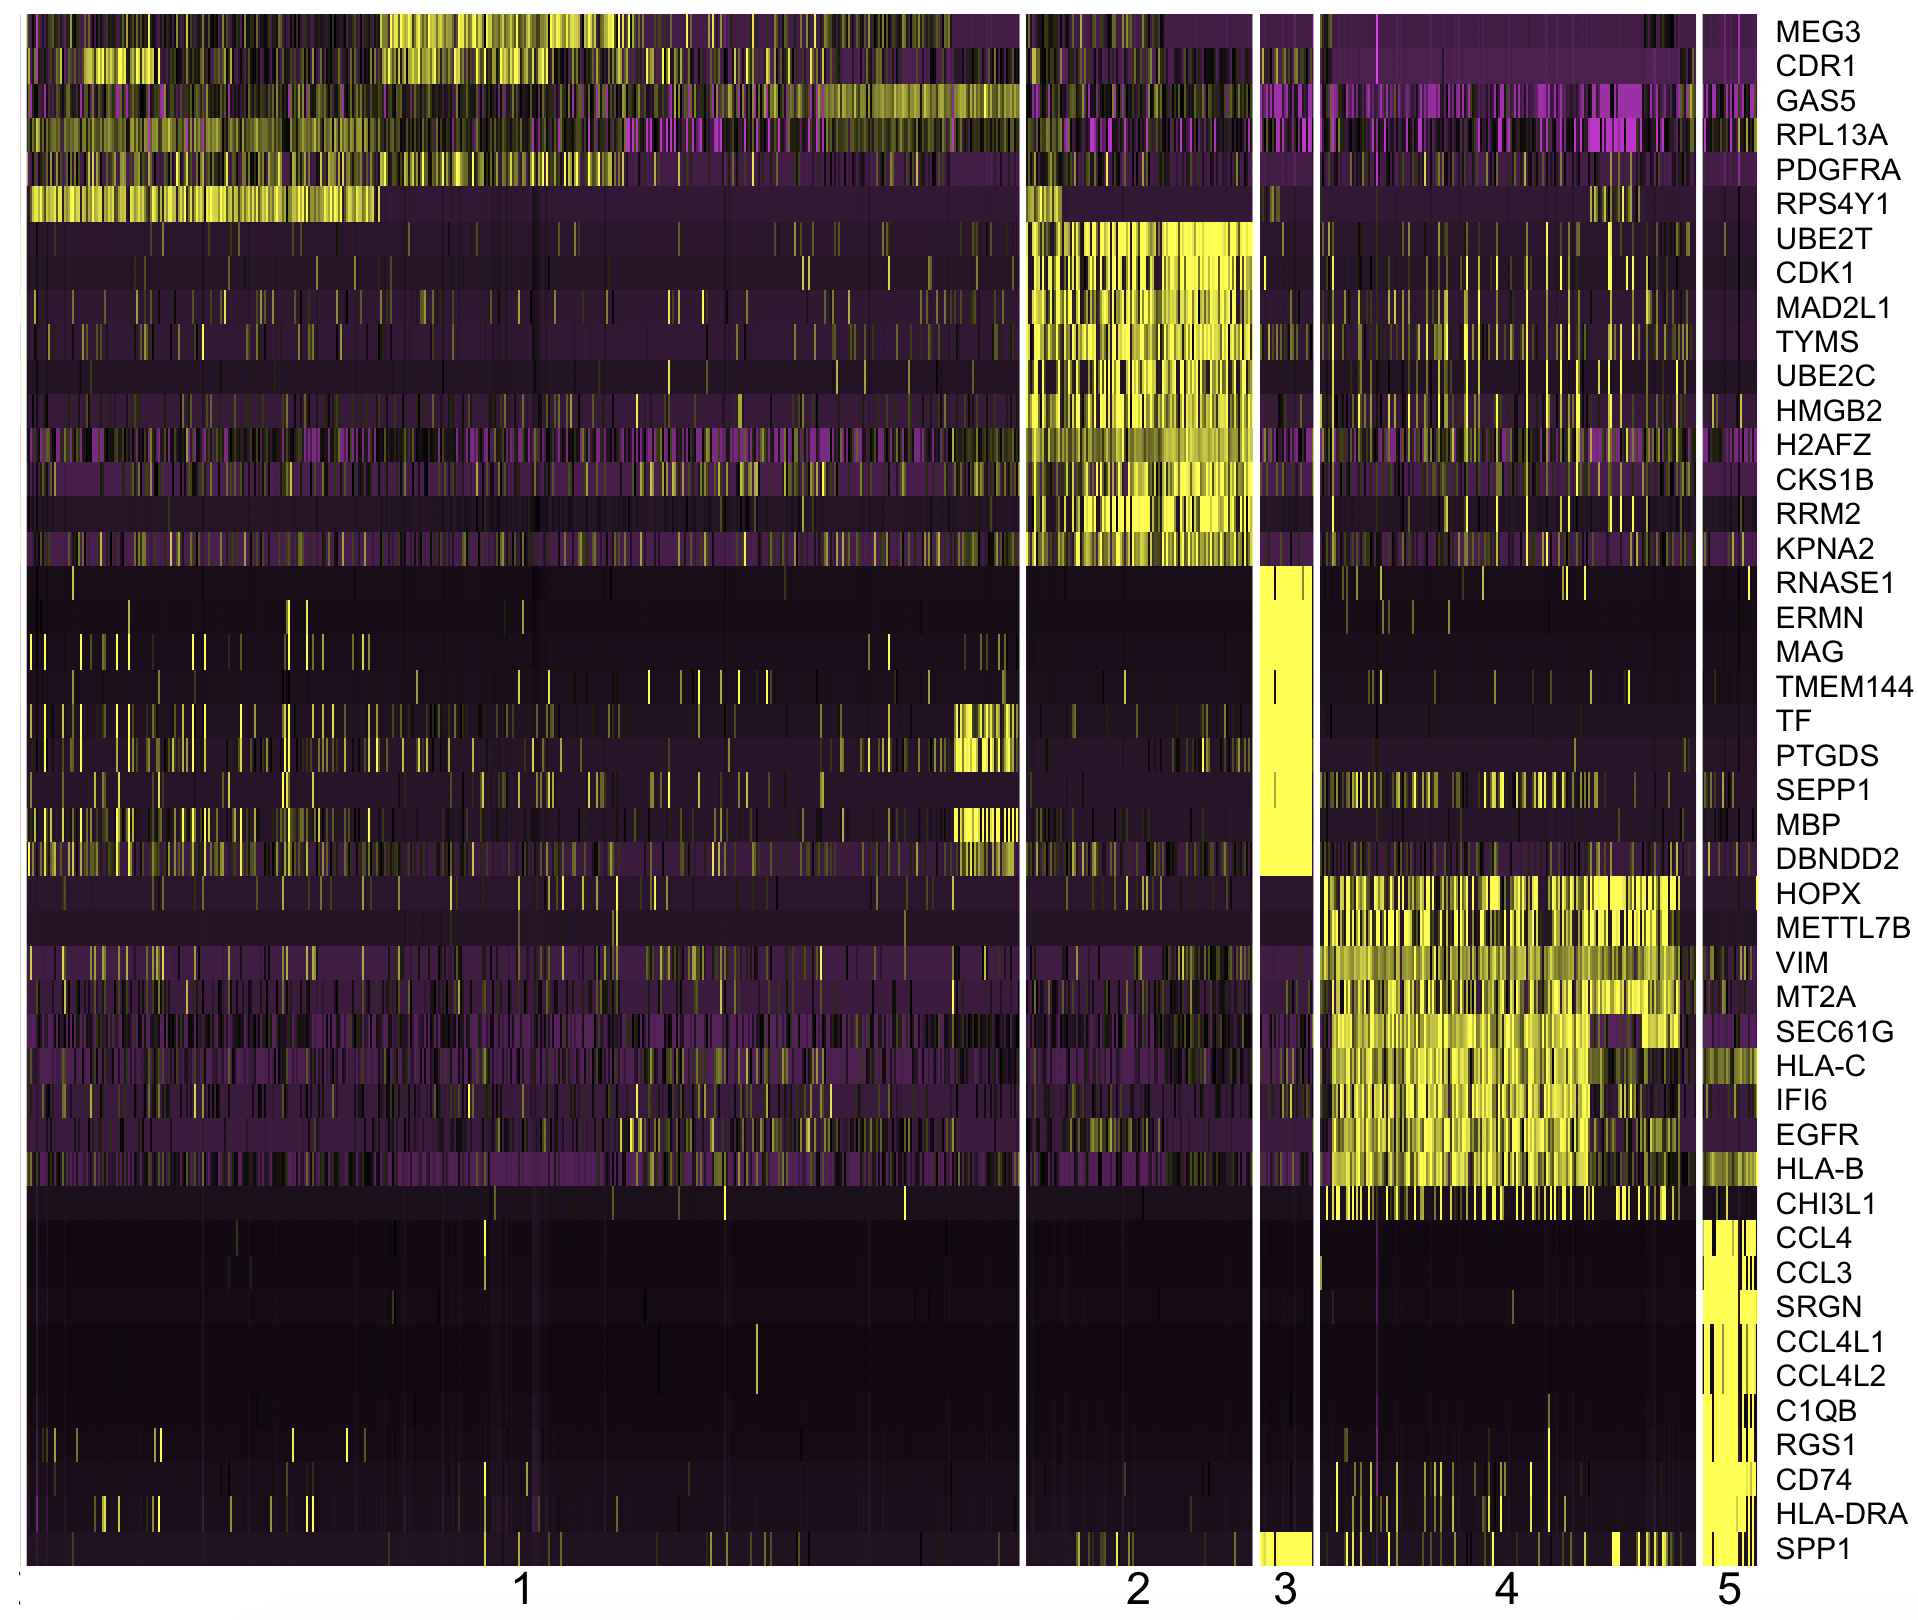 MEG3
CDR1
GAS5
RPL13A
PDGFRA
RPS4Y1
UBE2T
CDK1
MAD2L1
TYMS
UBE2C
HMGB2
H2AFZ
CKS1B
RRM2
KPNA2
RNASE1
ERMN
MAG
TMEM144
TF
PTGDS
SEPP1
MBP
DBNDD2
HOPX
METTL7B
VIM
MT2A
SEC61G
HLA-C
IFI6
EGFR
HLA-B
CHI3L1
CCL4
CCL3
SRGN
CCL4L1
CCL4L2
C1QB
RGS1
CD74
HLA-DRA
SPP1
1 2 3 4 5